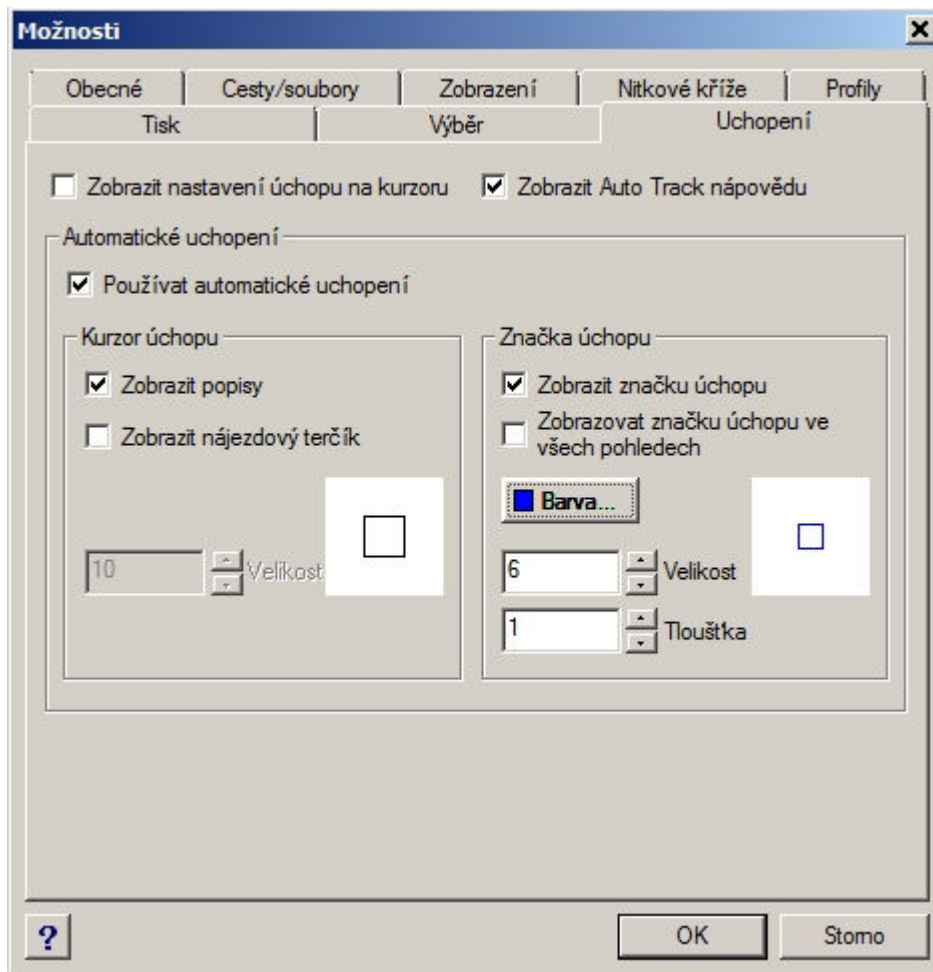 Možnosti
Obecné Cesty/soubory Zobrazení Nitkové kříže Profily
Tisk Výběr Uchopení
Zobrazit nastavení úchopu na kurzoru Zobrazit Auto Track nápovědu
Automatické uchopení
Používat automatické uchopení
Kurzor úchopu
Zobrazit popisy
Zobrazit nájezdový terčík
10 Velikost
Značka úchopu
Zobrazit značku úchopu
Zobrazovat značku úchopu ve
všech pohledech
Barva...
6 Velikost
1 Tloušťka
? OK Storno